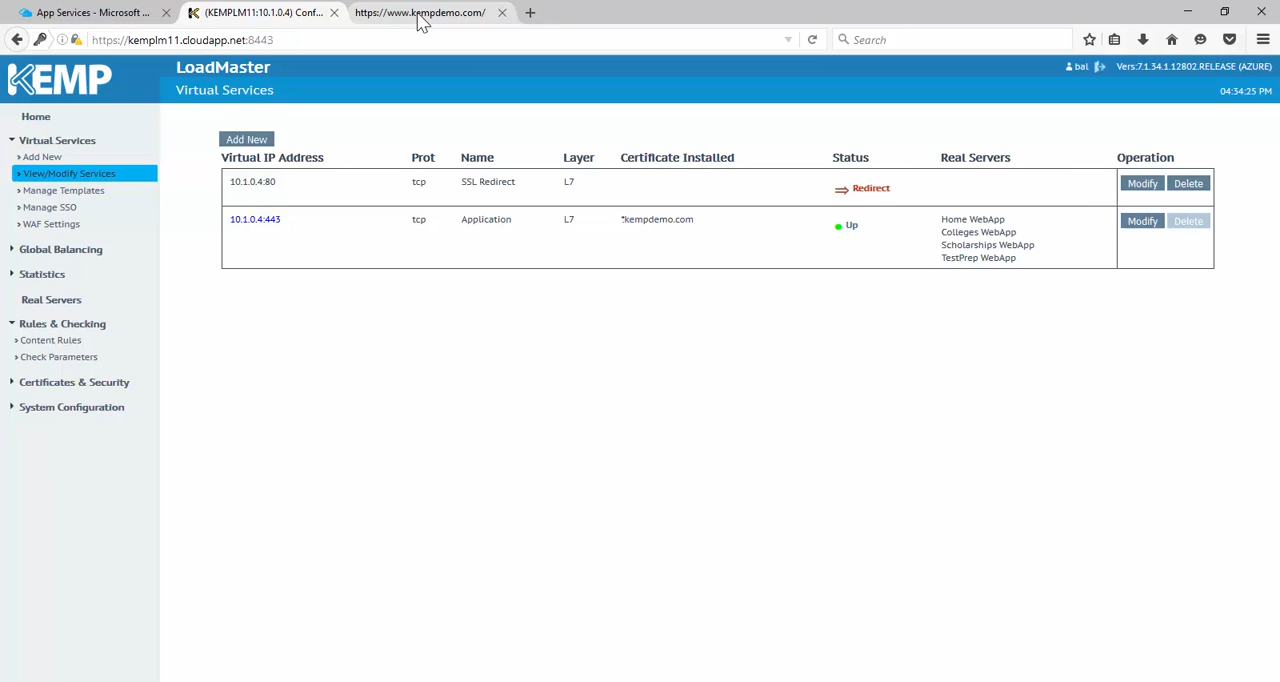 App Services - Microsoft ...
(KEMPLM11:10.1.0.4) Conf...
https://www.kempdemo.com/
https://kemplm11.cloudapp.net:8443
Search
KEMP
LoadMaster
bal
Vers:7.1.34.1.12802.RELEASE (AZURE)
Virtual Services
04:34:25 PM
Home
Virtual Services
Add New
View/Modify Services
Manage Templates
Manage SSO
WAF Settings
Global Balancing
Statistics
Real Servers
Rules & Checking
Content Rules
Check Parameters
Certificates & Security
System Configuration
Add New
Virtual IP Address Prot Name Layer Certificate Installed Status Real Servers Operation
10.1.0.4:80 tcp SSL Redirect L7 Redirect Modify Delete
10.1.0.4:443 tcp Application L7 *.kempdemo.com Up Home WebApp Modify Delete
Colleges WebApp
Scholarships WebApp
TestPrep WebApp